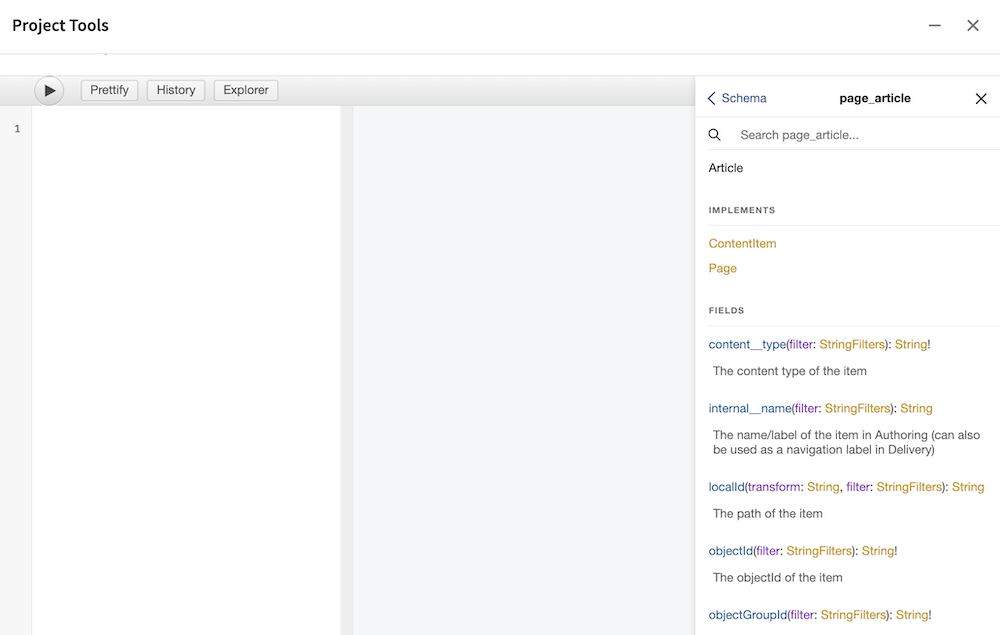 Project Tools
Prettify History Explorer
Schema page_article
1
Search page_article...
Article
IMPLEMENTS
ContentItem
Page
FIELDS
content__type(filter: StringFilters): String!
The content type of the item
internal__name(filter: StringFilters): String
The name/label of the item in Authoring (can also
be used as a navigation label in Delivery)
localId(transform: String, filter: StringFilters): String
The path of the item
objectId(filter: StringFilters): String!
The objectId of the item
objectGroupId(filter: StringFilters): String!